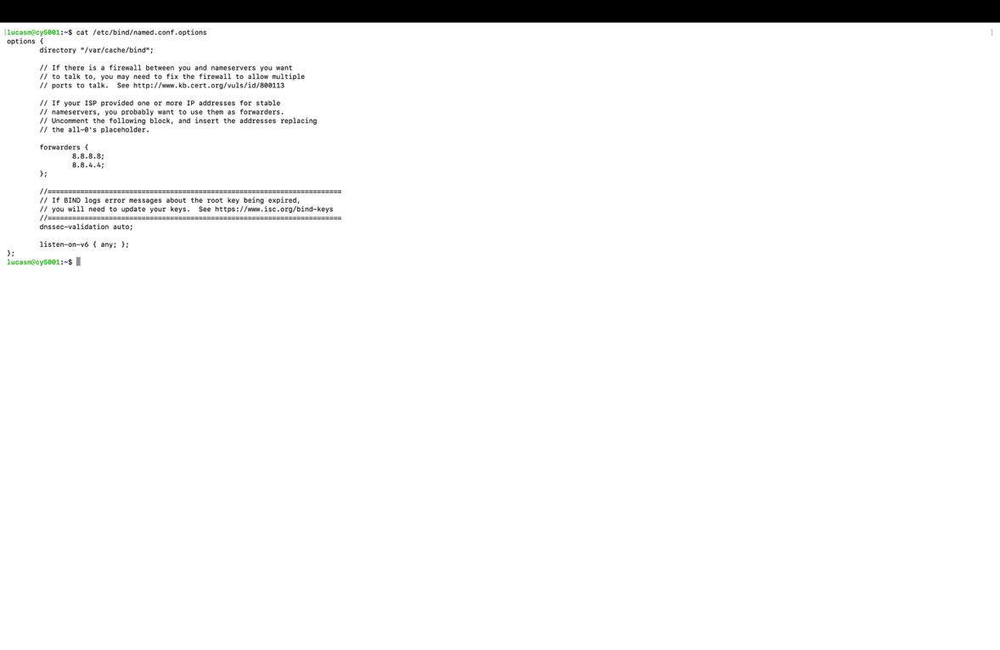 [lucasm@cy5001:~$ cat /etc/bind/named.conf.options ]
options {
        directory "/var/cache/bind";

        // If there is a firewall between you and nameservers you want
        // to talk to, you may need to fix the firewall to allow multiple
        // ports to talk.  See http://www.kb.cert.org/vuls/id/800113

        // If your ISP provided one or more IP addresses for stable
        // nameservers, you probably want to use them as forwarders.
        // Uncomment the following block, and insert the addresses replacing
        // the all-0's placeholder.

        forwarders {
                8.8.8.8;
                8.8.4.4;
        };

        //========================================================================
        // If BIND logs error messages about the root key being expired,
        // you will need to update your keys.  See https://www.isc.org/bind-keys
        //========================================================================
        dnssec-validation auto;

        listen-on-v6 { any; };
};
lucasm@cy5001:~$